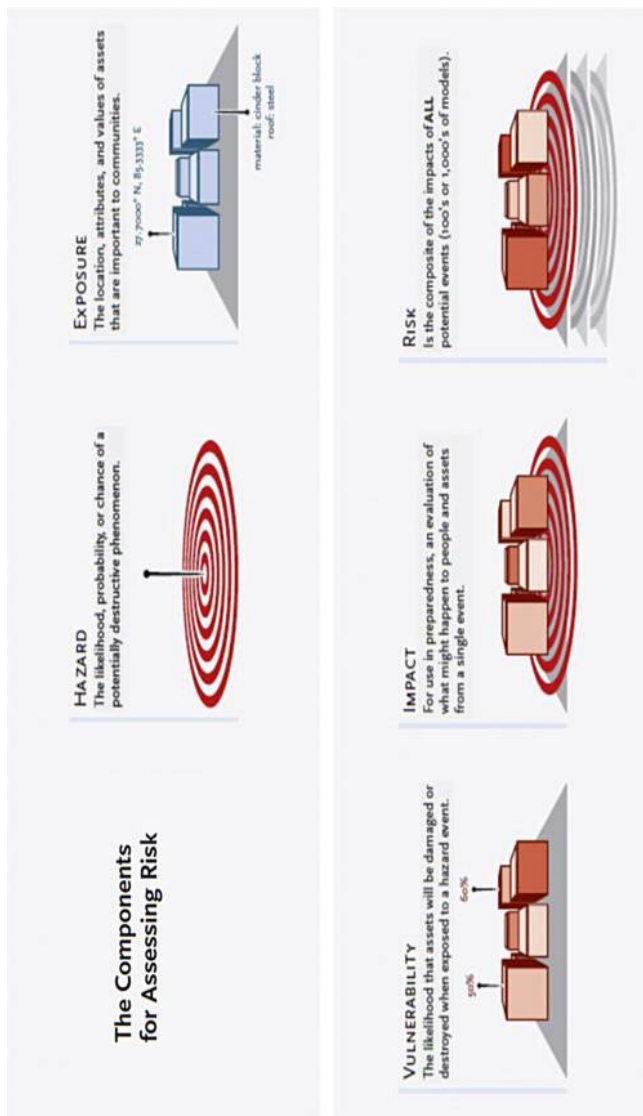 The Components
for Assessing Risk
HAZARD
The likelihood, probability, or chance of a
potentially destructive phenomenon.
EXPOSURE
The location, attributes, and values of assets
that are important to communities.
27.7000° N, 85.3333° E
material: cinder block
roof: steel
VULNERABILITY
The likelihood that assets will be damaged or
destroyed when exposed to a hazard event.
50%
60%
IMPACT
For use in preparedness, an evaluation of
what might happen to people and assets
from a single event.
RISK
Is the composite of the impacts of ALL
potential events (100's or 1,000's of models).